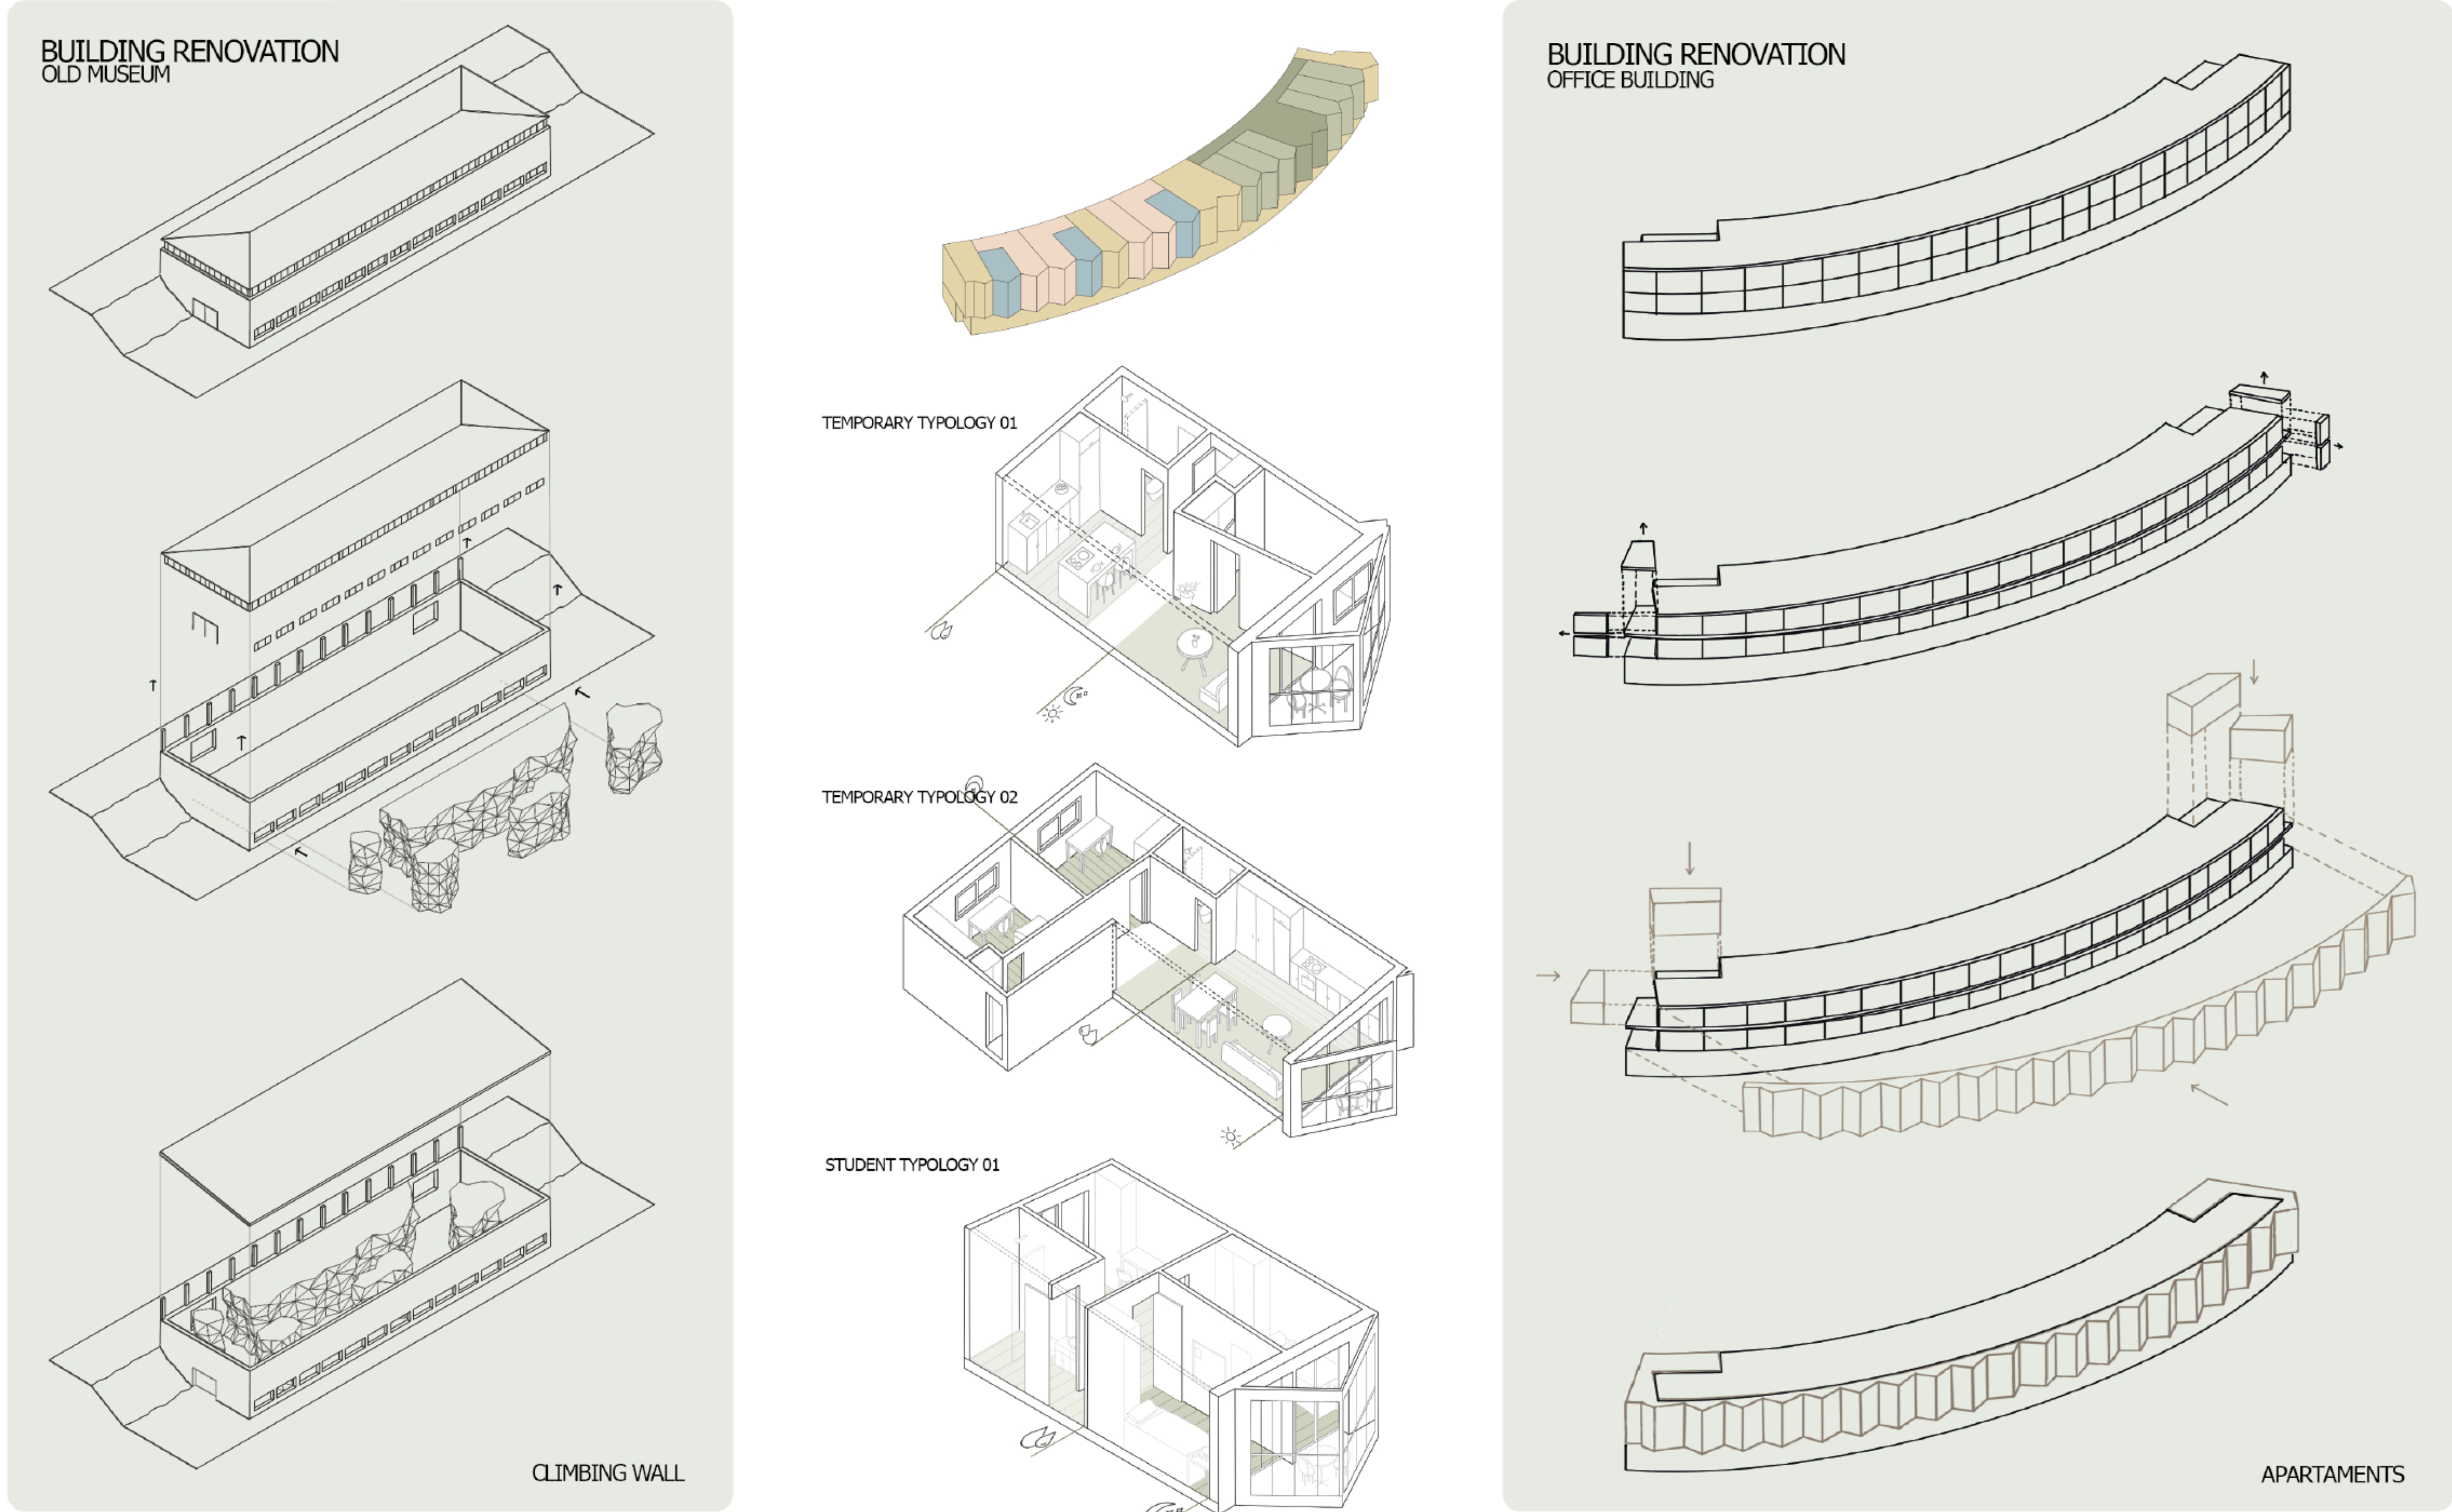 BUILDING RENOVATION
OLD MUSEUM
CLIMBING WALL
TEMPORARY TYPOLOGY 01
TEMPORARY TYPOLOGY 02
STUDENT TYPOLOGY 01
BUILDING RENOVATION
OFFICE BUILDING
APARTAMENTS